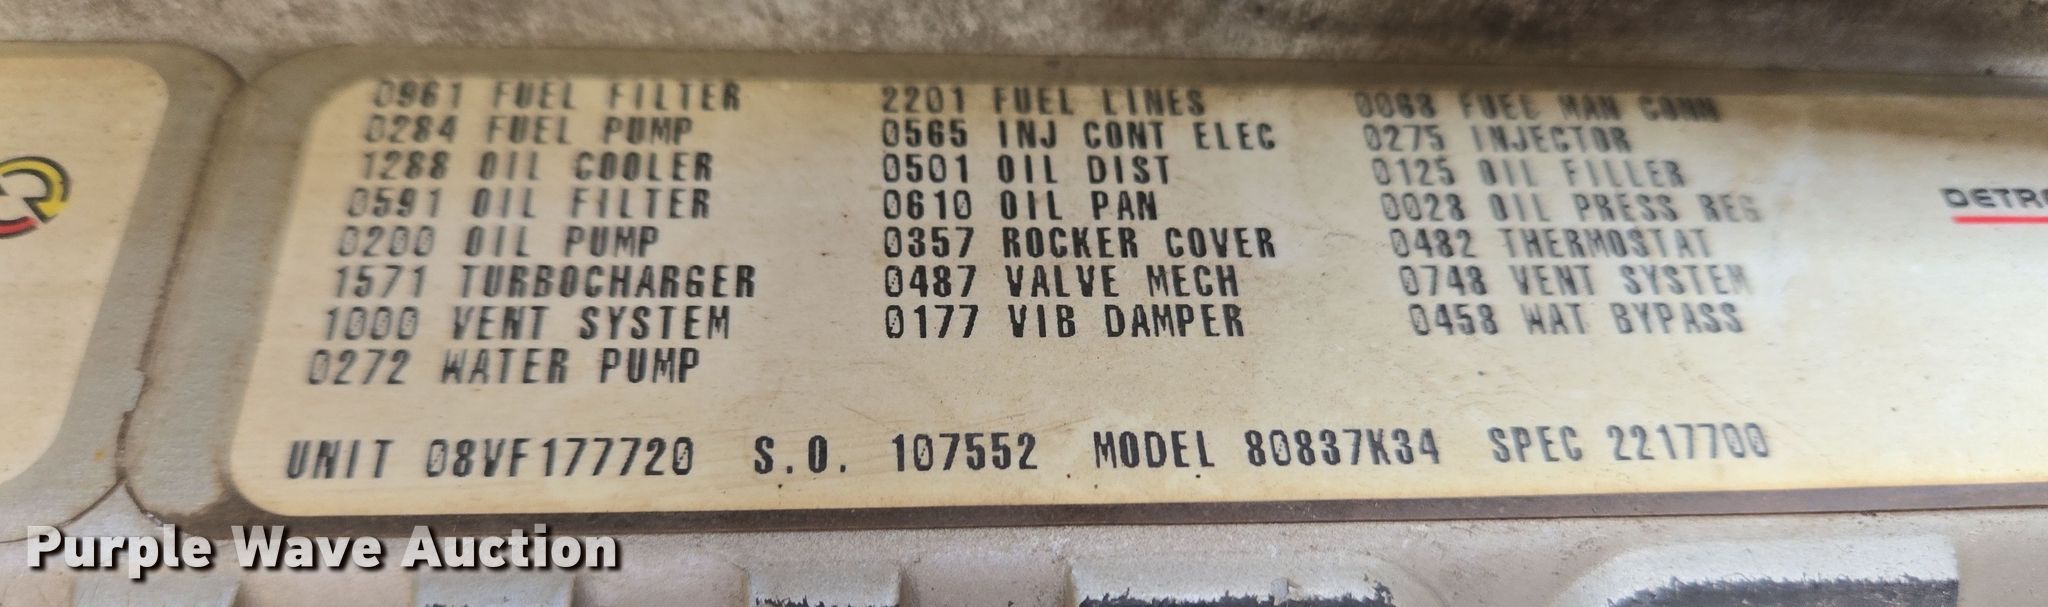 0961 FUEL FILTER 2201 FUEL LINES 0068 FUEL MAN CONN
0284 FUEL PUMP 0565 INJ CONT ELEC 0275 INJECTOR
1288 OIL COOLER 0501 OIL DIST 0125 OIL FILLER
0591 OIL FILTER 0610 OIL PAN 0028 OIL PRESS REG
0200 OIL PUMP 0357 ROCKER COVER 0482 THERMOSTAT
1571 TURBOCHARGER 0487 VALVE MECH 0748 VENT SYSTEM
1000 VENT SYSTEM 0177 VIB DAMPER 0458 WAT BYPASS
0272 WATER PUMP
UNIT 08VF177720 S.O. 107552 MODEL 80837K34 SPEC 2217700
DETR
Purple Wave Auction